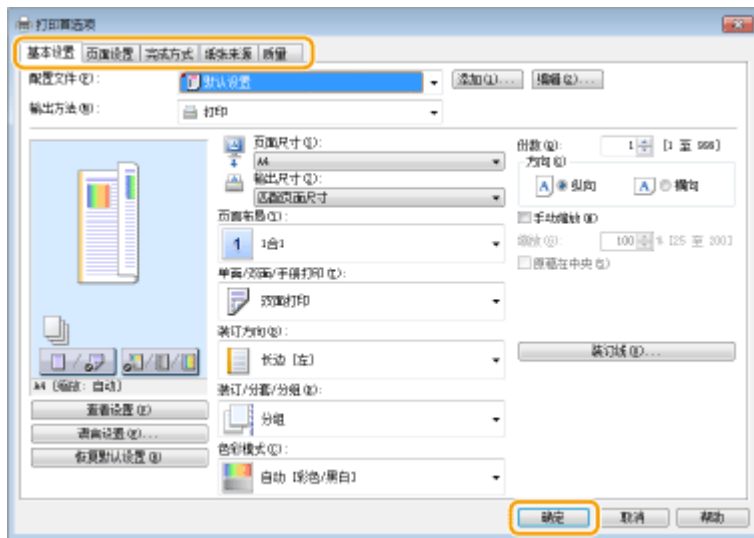 打印首选项
基本设置 页面设置 完成方式 纸张来源 质量
配置文件(F): 默认设置 添加(1)... 编辑(2)...
输出方法(M): 打印
页面尺寸(S):
A4
输出尺寸(Z):
匹配页面尺寸
页面布局(L):
1 1合1
单面/双面/手册打印(T):
双面打印
装订方向(B):
长边 [左]
装订/分套/分组(R):
分组
色彩模式(C):
自动 [彩色/黑白]
份数(Q): 1 [1 至 999]
方向(O)
A 纵向 A 横向
手动缩放(N)
缩放(G): 100 % [25 至 200]
原稿在中央(5)
装订线(E)...
A4 [缩放: 自动]
查看设置(P)
语言设置(U)...
恢复默认设置(D)
确定 取消 帮助